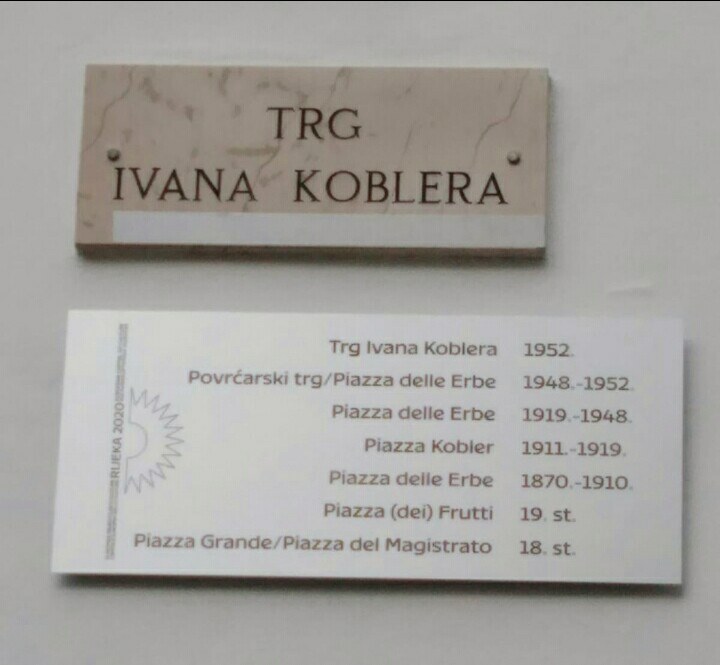 TRG
IVANA KOBLERA
RIJEKA 2020
Trg Ivana Koblera 1952.
Povrćarski trg/Piazza delle Erbe 1948.-1952.
Piazza delle Erbe 1919.-1948.
Piazza Kobler 1911.-1919.
Piazza delle Erbe 1870.-1910.
Piazza (dei) Frutti 19. st.
Piazza Grande/Piazza del Magistrato 18. st.